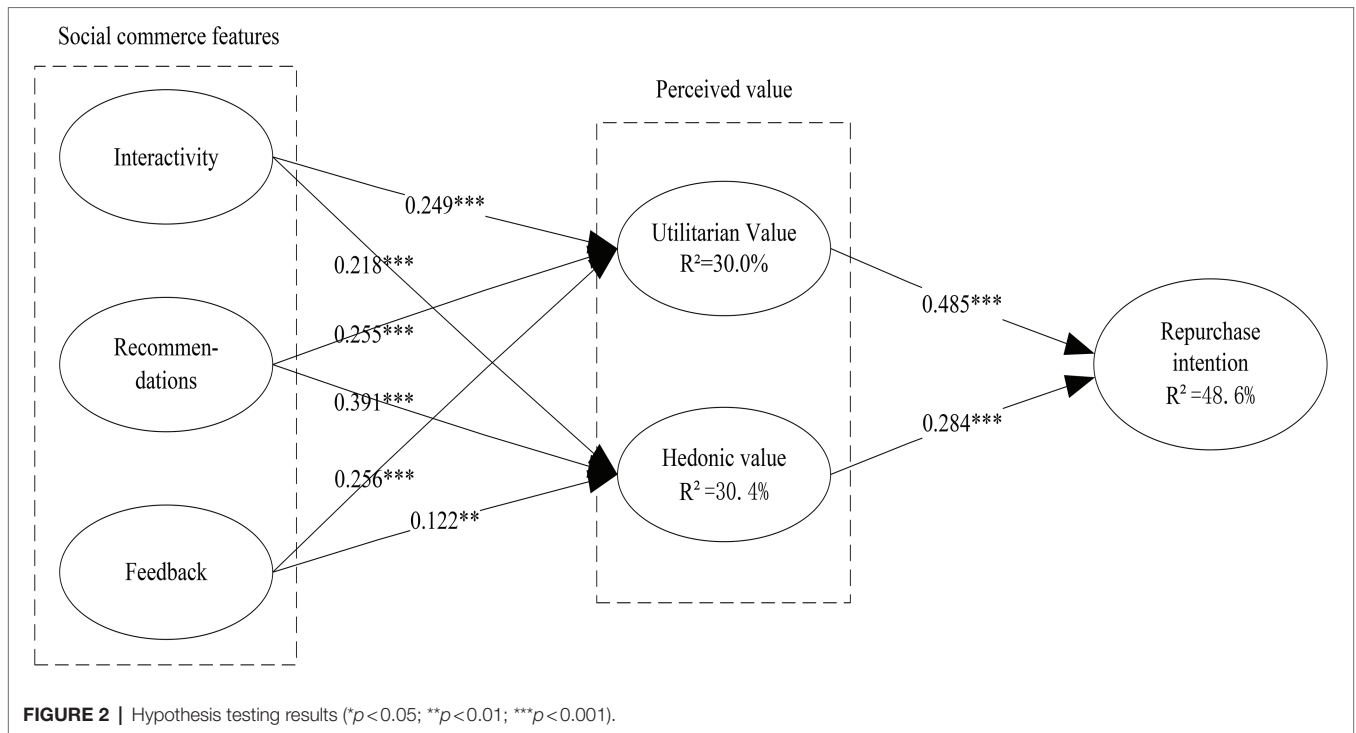 Social commerce features
Perceived value
Interactivity
0.249***
Utilitarian Value
R²=30.0%
0.218***
0.485***
Recommen-
dations
0.255***
Repurchase
intention
R²=48.6%
0.391***
0.284***
Hedonic value
R²=30.4%
0.256***
0.122**
Feedback
FIGURE 2 | Hypothesis testing results (*p<0.05; **p<0.01; ***p<0.001).